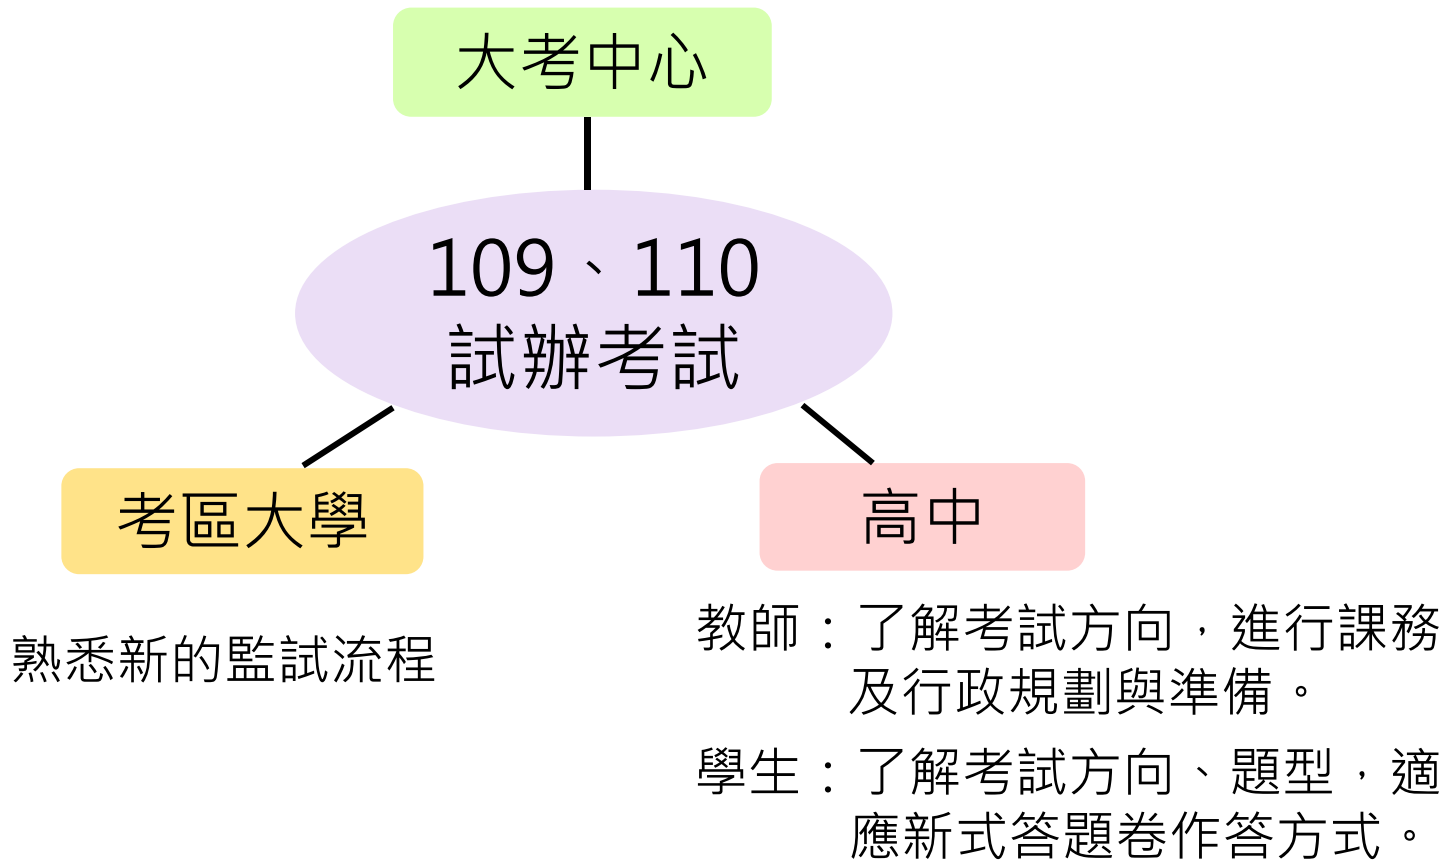 大考中心
109、110
試辦考試
考區大學
高中
熟悉新的監試流程
教師：了解考試方向，進行課務
及行政規劃與準備。
學生：了解考試方向、題型，適
應新式答題卷作答方式。